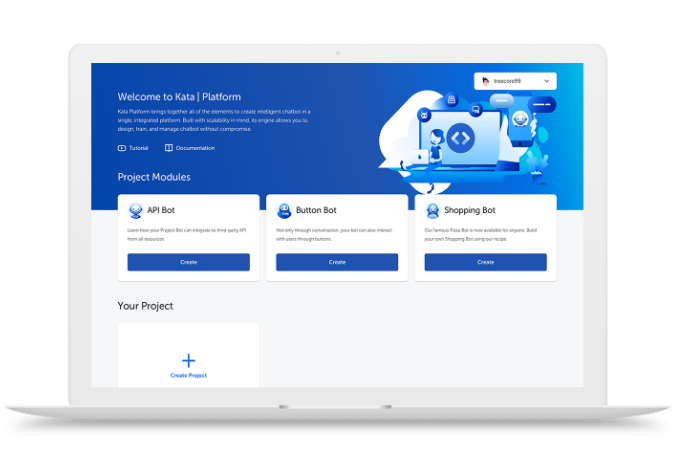 treecore99
Welcome to Kata | Platform
Kata Platform brings together all of the elements to create intelligent chatbot in a
single, integrated platform. Built with scalability in mind, its engine allows you to
design, train, and manage chatbot without compromise.
Tutorial
Documentation
Project Modules
API Bot
Learn how your Project Bot can integrate to third-party API
from all resources.
Create
Button Bot
Not only through conversation, your bot can also interact
with users through buttons.
Create
Shopping Bot
Our famous Pizza Bot is now available for anyone. Build
your own Shopping Bot using our recipe.
Create
Your Project
Create Project